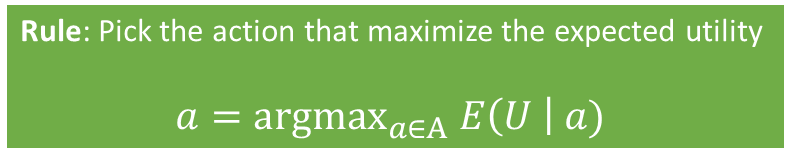 Rule: Pick the action that maximize the expected utility
a = argmax_{a∈A} E(U | a)